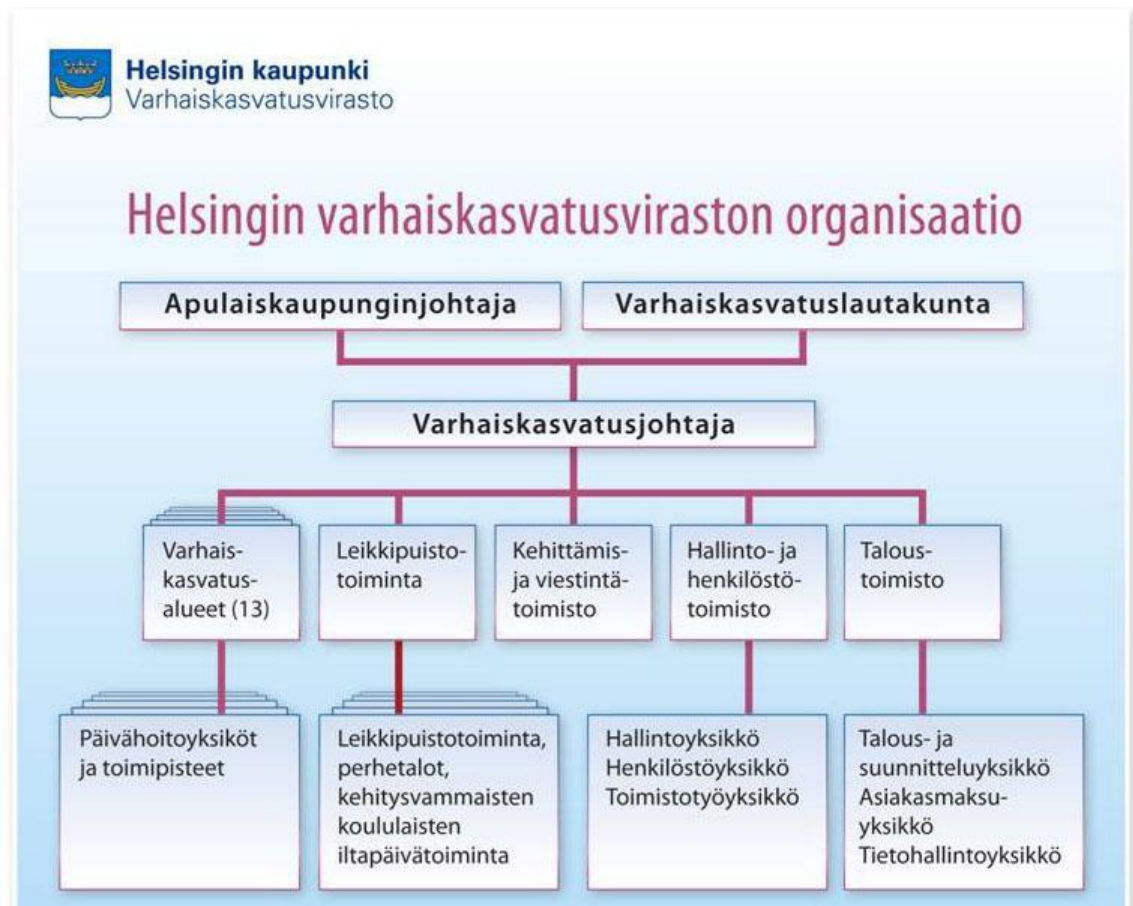 Helsingin kaupunki
Varhaiskasvatusvirasto
Helsingin varhaiskasvatusviraston organisaatio
Apulaiskaupunginjohtaja
Varhaiskasvatuslautakunta
Varhaiskasvatusjohtaja
Varhais-
kasvatus-
alueet (13)
Leikkipuisto-
toiminta
Kehittämis-
ja viestintä-
toimisto
Hallinto- ja
henkilöstö-
toimisto
Talous-
toimisto
Päivähoitoyksiköt
ja toimipisteet
Leikkipuistotoiminta,
perhetalot,
kehitysvammaisten
koululaisten
iltapäivätoiminta
Hallintoyksikkö
Henkilöstöyksikkö
Toimistotyöyksikkö
Talous- ja
suunnitteluyksikkö
Asiakasmaksu-
yksikkö
Tietohallintoyksikkö